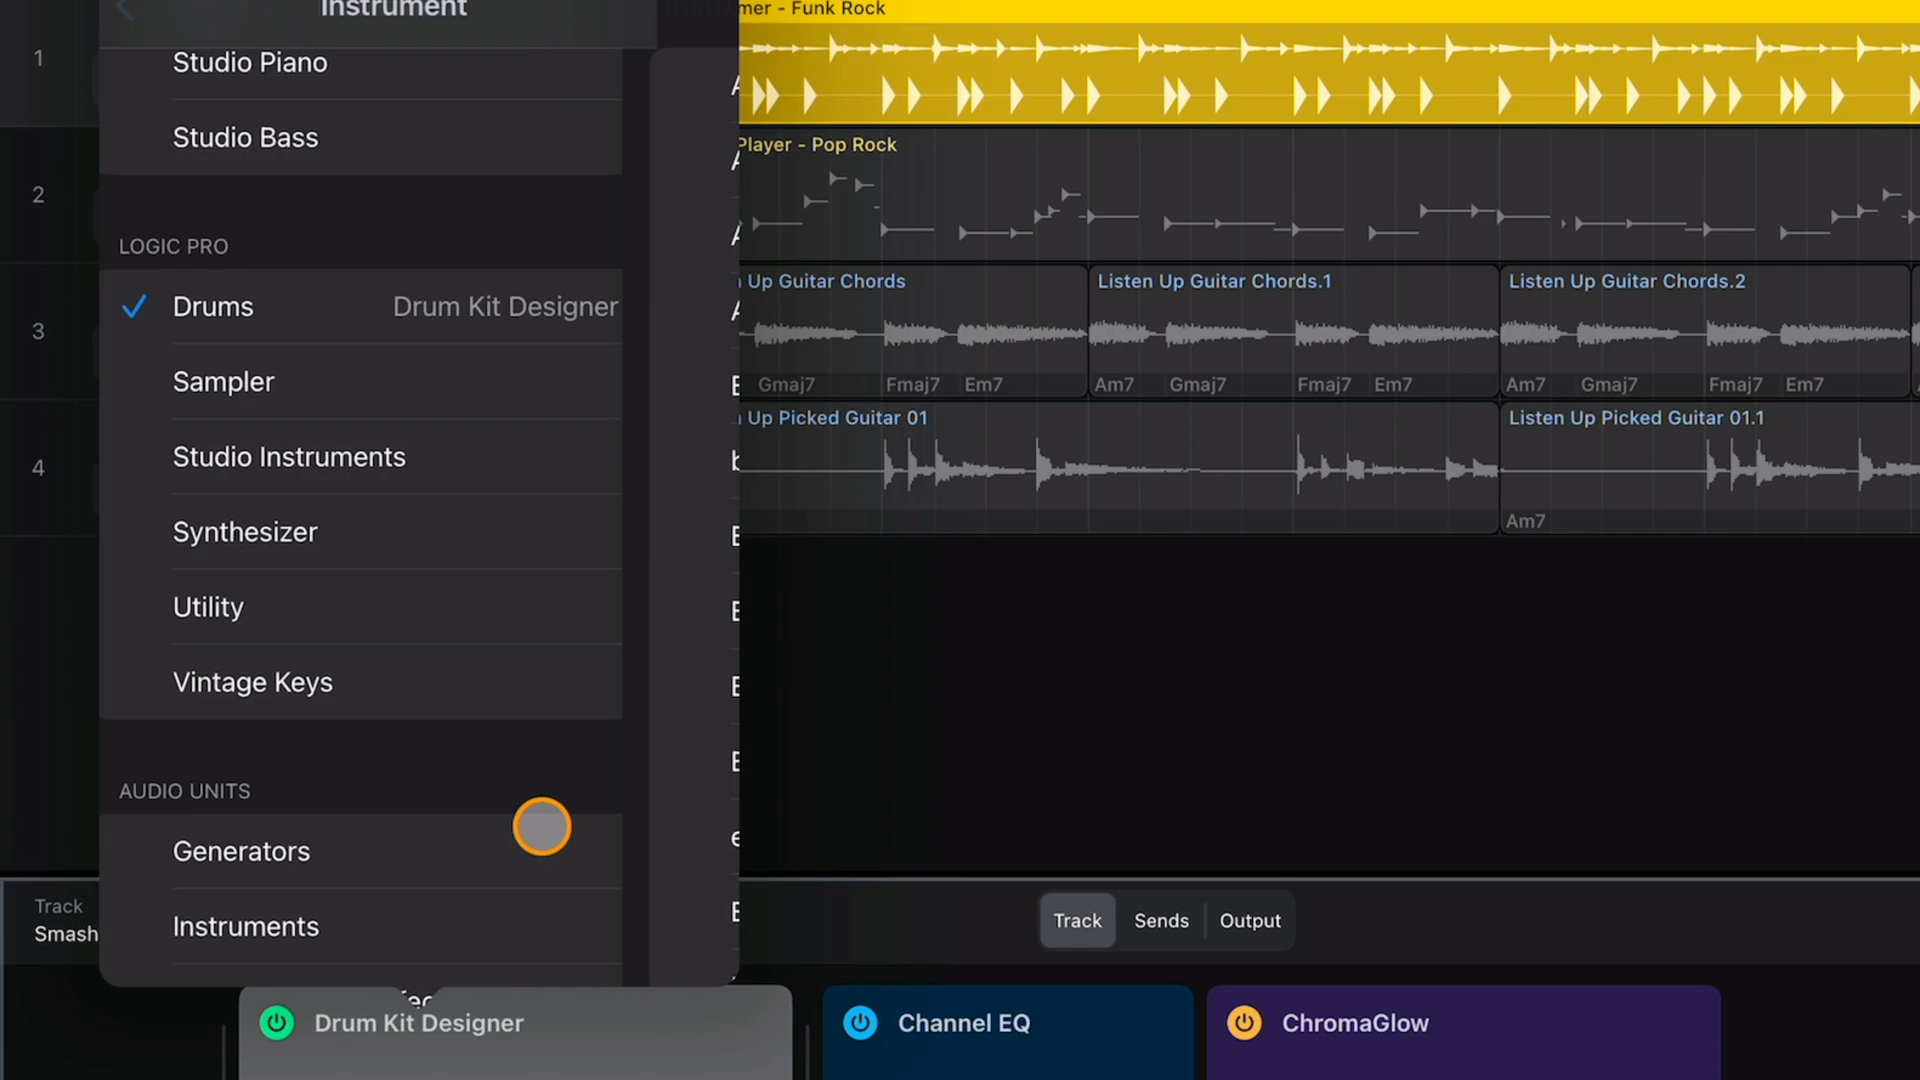 Instrument
Studio Piano
Studio Bass
LOGIC PRO
Drums Drum Kit Designer
Sampler
Studio Instruments
Synthesizer
Utility
Vintage Keys
AUDIO UNITS
Generators
Instruments
1
2
3
4
mer - Funk Rock
Player - Pop Rock
Up Guitar Chords
Listen Up Guitar Chords.1
Listen Up Guitar Chords.2
Gmaj7 Fmaj7 Em7 Am7 Gmaj7 Fmaj7 Em7 Am7 Gmaj7 Fmaj7 Em7
Up Picked Guitar 01
Listen Up Picked Guitar 01.1
Am7
Track
Smash
Track Sends Output
Drum Kit Designer
Channel EQ
ChromaGlow